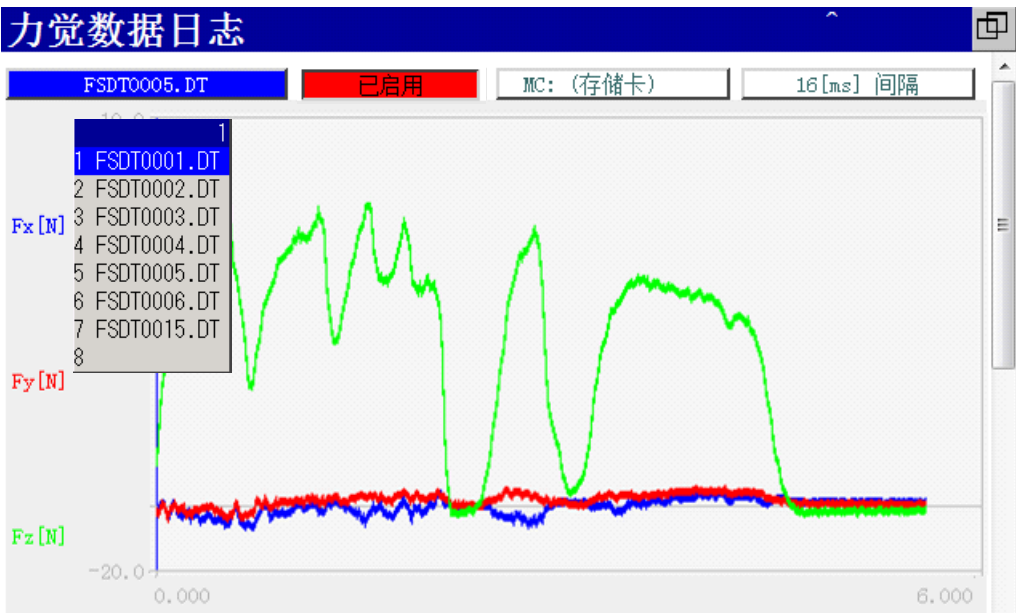 力觉数据日志
FSDT0005.DT 已启用 MC: (存储卡) 16[ms] 间隔
1
1 FSDT0001.DT
2 FSDT0002.DT
Fx[N]
3 FSDT0003.DT
4 FSDT0004.DT
5 FSDT0005.DT
6 FSDT0006.DT
7 FSDT0015.DT
8
Fy[N]
Fz[N]
-20.0
0.000 6.000